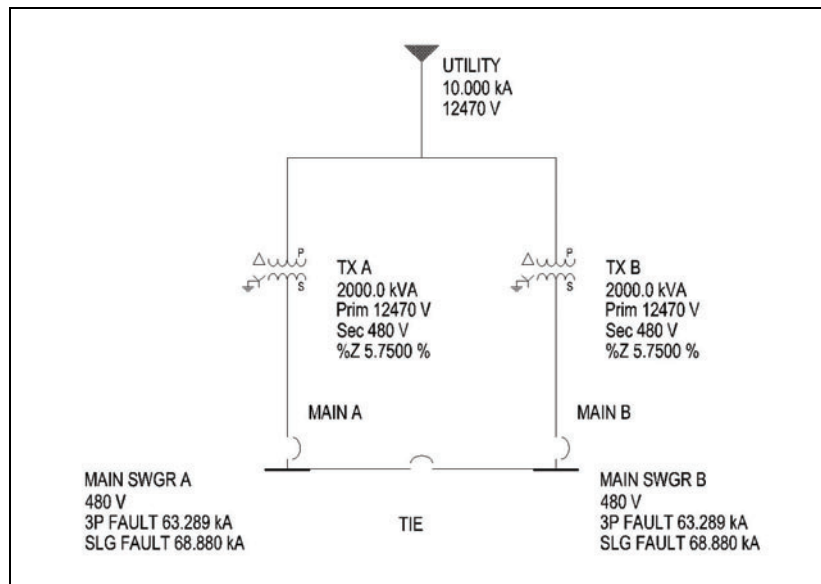 UTILITY
10.000 kA
12470 V
P
S
TX A
2000.0 kVA
Prim 12470 V
Sec 480 V
%Z 5.7500 %
P
S
TX B
2000.0 kVA
Prim 12470 V
Sec 480 V
%Z 5.7500 %
MAIN A
MAIN B
MAIN SWGR A
480 V
3P FAULT 63.289 kA
SLG FAULT 68.880 kA
TIE
MAIN SWGR B
480 V
3P FAULT 63.289 kA
SLG FAULT 68.880 kA